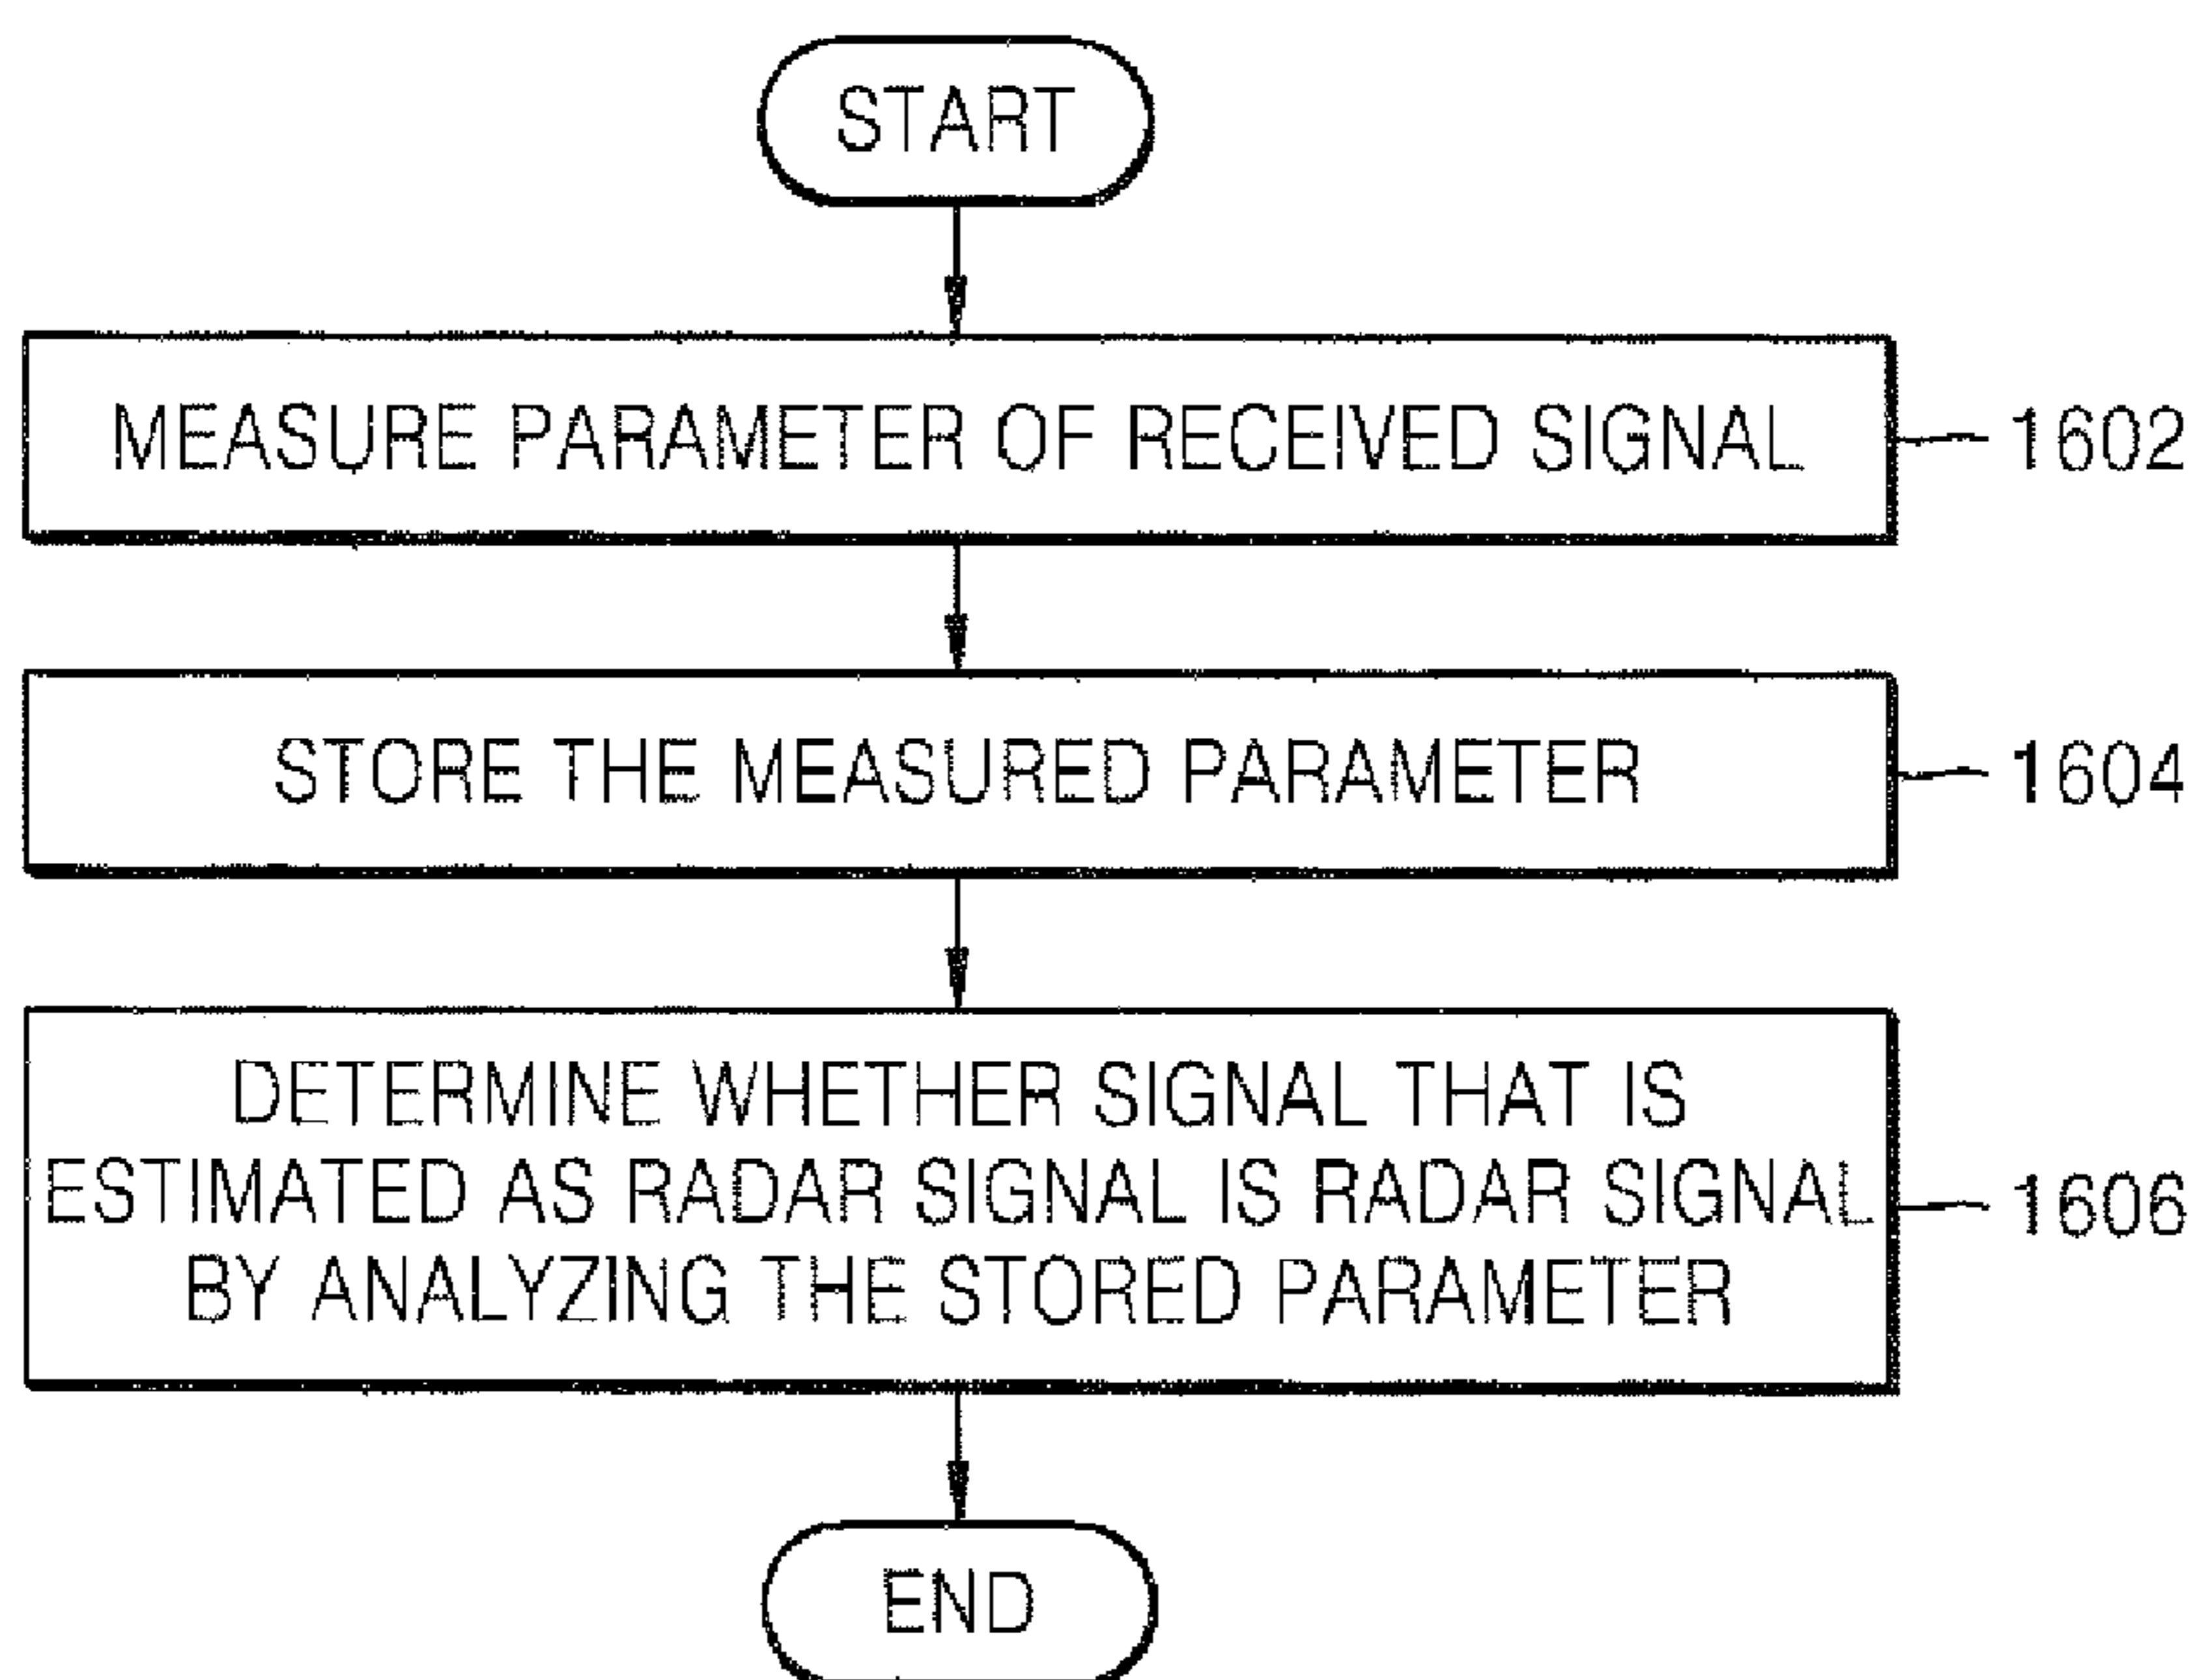 START
MEASURE PARAMETER OF RECEIVED SIGNAL
1602
STORE THE MEASURED PARAMETER
1604
DETERMINE WHETHER SIGNAL THAT IS
ESTIMATED AS RADAR SIGNAL IS RADAR SIGNAL
BY ANALYZING THE STORED PARAMETER
1606
END